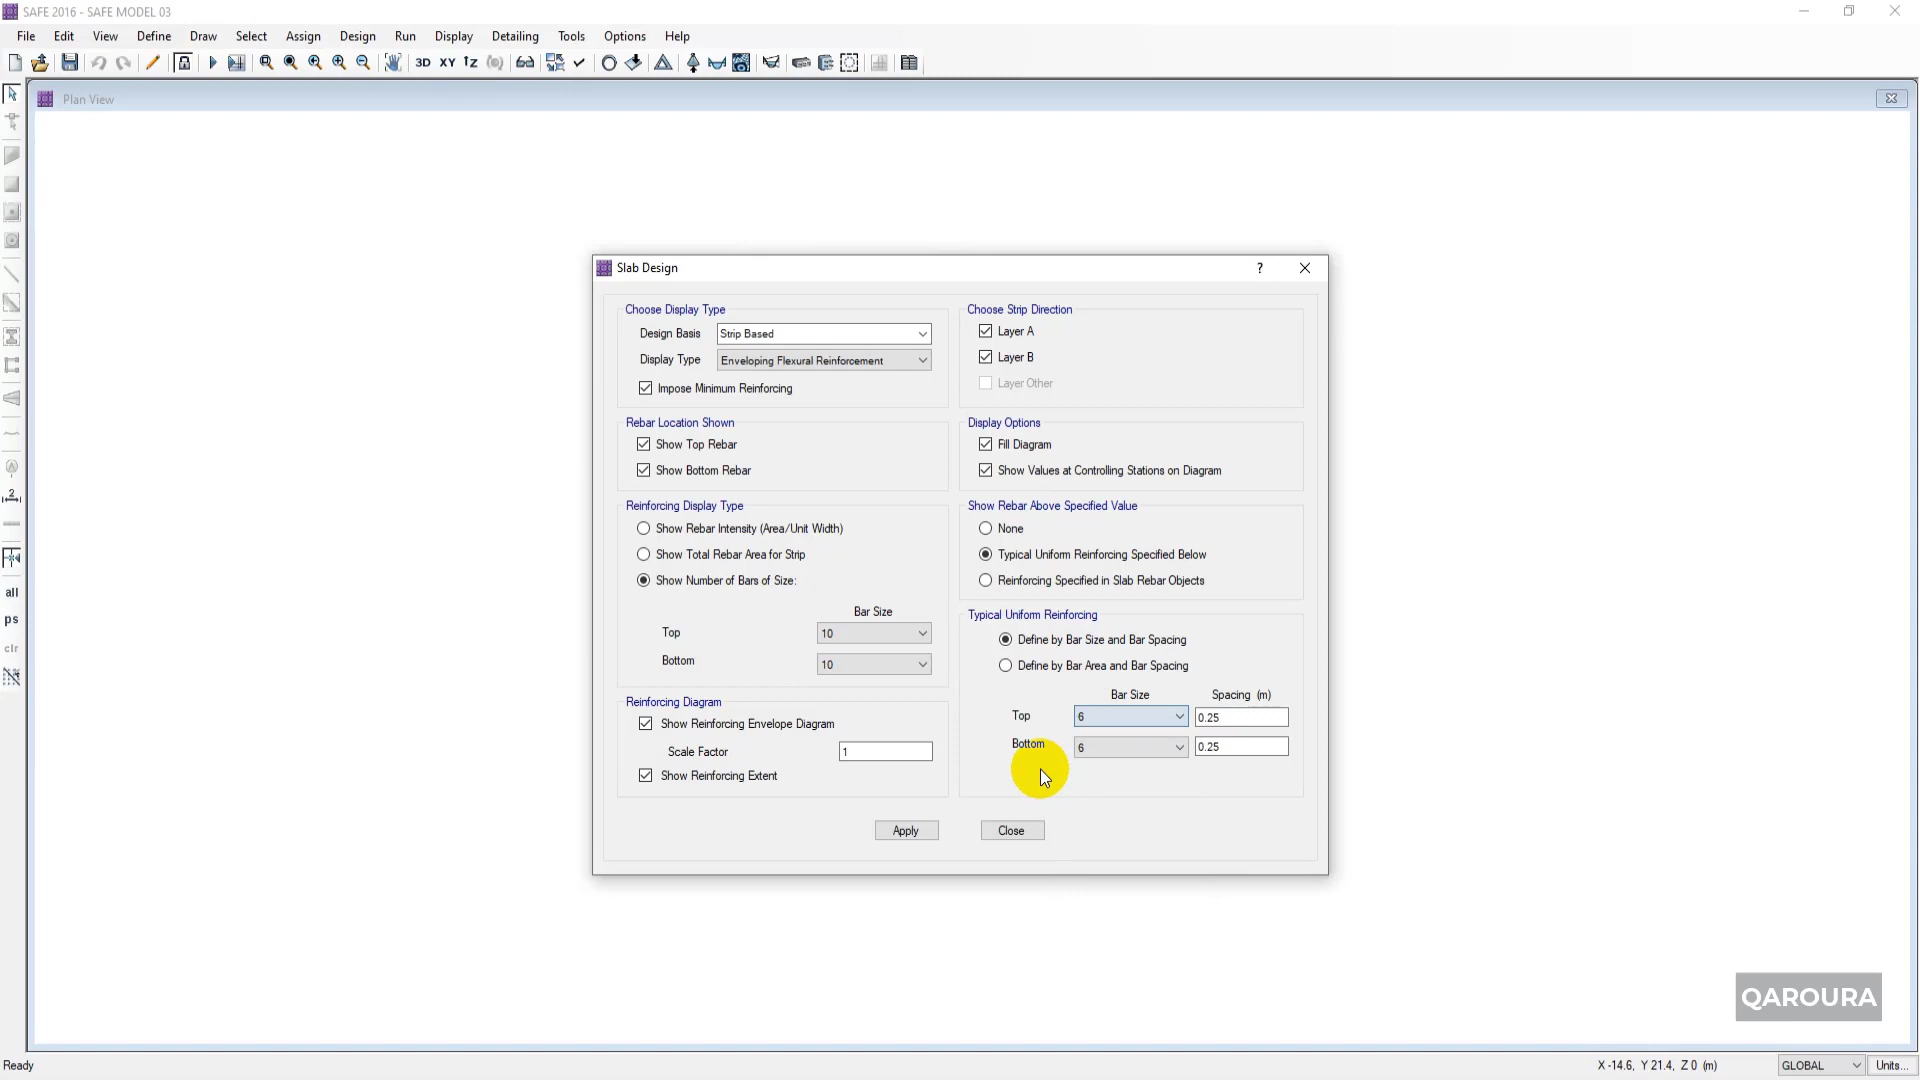 SAFE 2016 - SAFE MODEL 03
File Edit View Define Draw Select Assign Design Run Display Detailing Tools Options Help
3D XY
Plan View
2
all
ps
clr
Slab Design
?
Choose Display Type
Design Basis Strip Based
Display Type Enveloping Flexural Reinforcement
Impose Minimum Reinforcing
Rebar Location Shown
Show Top Rebar
Show Bottom Rebar
Reinforcing Display Type
Show Rebar Intensity (Area/Unit Width)
Show Total Rebar Area for Strip
Show Number of Bars of Size:
Bar Size
Top 10
Bottom 10
Reinforcing Diagram
Show Reinforcing Envelope Diagram
Scale Factor 1
Show Reinforcing Extent
Choose Strip Direction
Layer A
Layer B
Layer Other
Display Options
Fill Diagram
Show Values at Controlling Stations on Diagram
Show Rebar Above Specified Value
None
Typical Uniform Reinforcing Specified Below
Reinforcing Specified in Slab Rebar Objects
Typical Uniform Reinforcing
Define by Bar Size and Bar Spacing
Define by Bar Area and Bar Spacing
Bar Size Spacing (m)
Top 6 0.25
Bottom 6 0.25
Apply Close
QAROURA
Ready X -14.6, Y 21.4, Z 0 (m) GLOBAL Units...